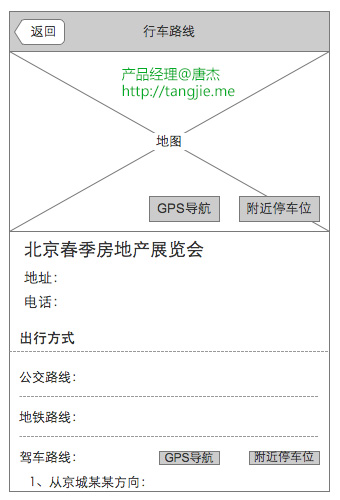 返回
行车路线
产品经理@唐杰
http://tangjie.me
地图
GPS导航
附近停车位
北京春季房地产展览会
地址：
电话：
出行方式
公交路线：
地铁路线：
驾车路线：
GPS导航
附近停车位
1、从京城某某方向：